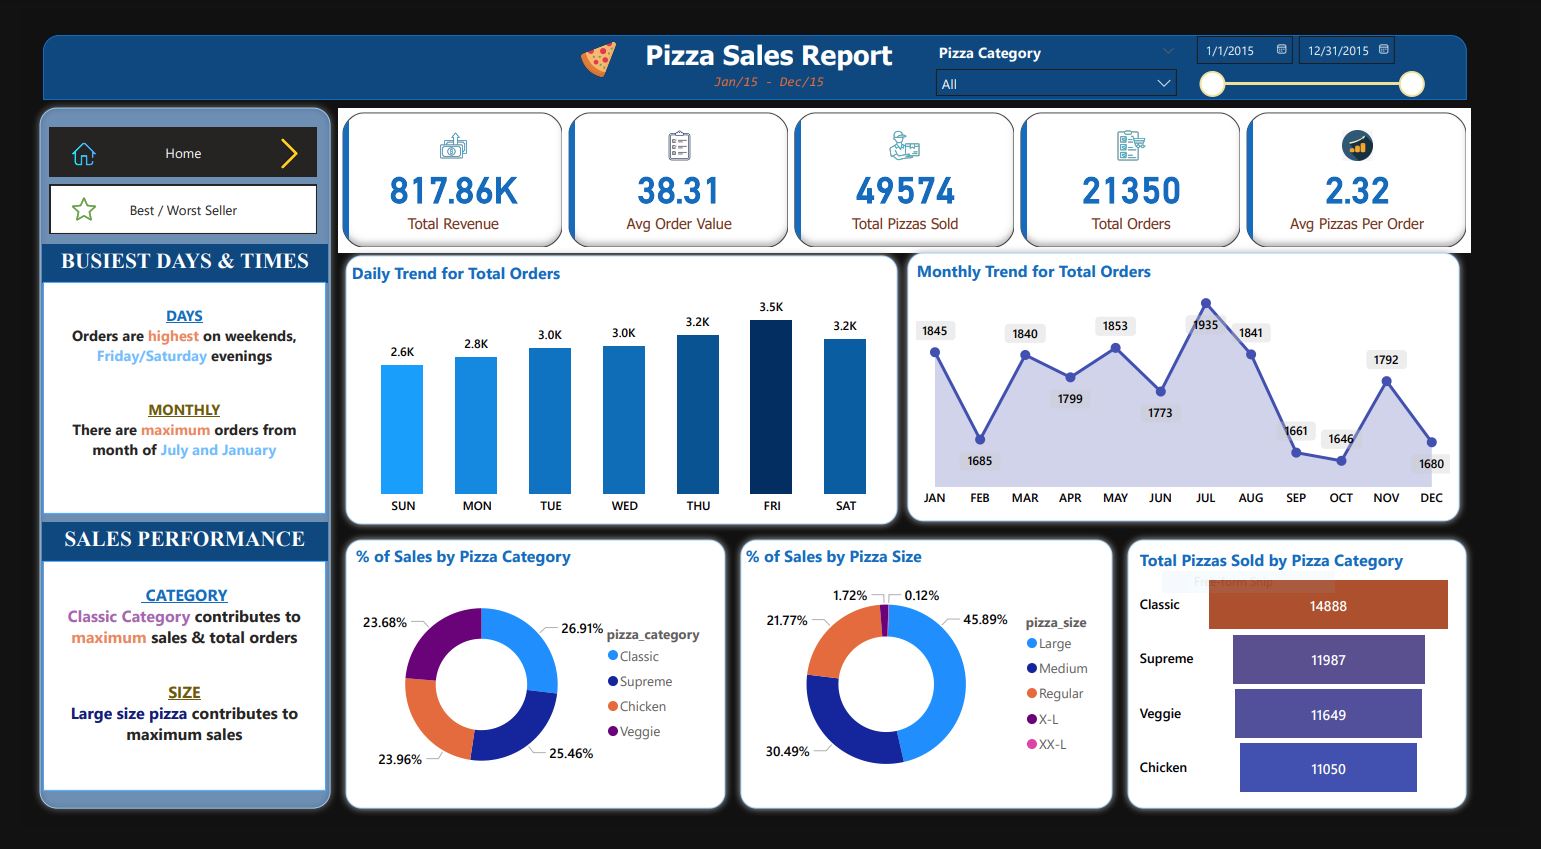 Pizza Sales Report
Jan/15 - Dec/15
Pizza Category
All
1/1/2015
12/31/2015
Home
Best / Worst Seller
BUSIEST DAYS & TIMES
DAYS
Orders are highest on weekends,
Friday/Saturday evenings
MONTHLY
There are maximum orders from
month of July and January
SALES PERFORMANCE
CATEGORY
Classic Category contributes to
maximum sales & total orders
SIZE
Large size pizza contributes to
maximum sales
817.86K
Total Revenue
38.31
Avg Order Value
49574
Total Pizzas Sold
21350
Total Orders
2.32
Avg Pizzas Per Order
Daily Trend for Total Orders
2.6K
2.8K
3.0K
3.0K
3.2K
3.5K
3.2K
SUN MON TUE WED THU FRI SAT
Monthly Trend for Total Orders
1845
1685
1840
1799
1853
1773
1935
1841
1661
1646
1792
1680
JAN FEB MAR APR MAY JUN JUL AUG SEP OCT NOV DEC
% of Sales by Pizza Category
26.91%
25.46%
23.96%
23.68%
pizza_category
Classic
Supreme
Chicken
Veggie
% of Sales by Pizza Size
1.72%
0.12%
45.89%
30.49%
21.77%
pizza_size
Large
Medium
Regular
X-L
XX-L
Total Pizzas Sold by Pizza Category
Free-form Snip
Classic 14888
Supreme 11987
Veggie 11649
Chicken 11050